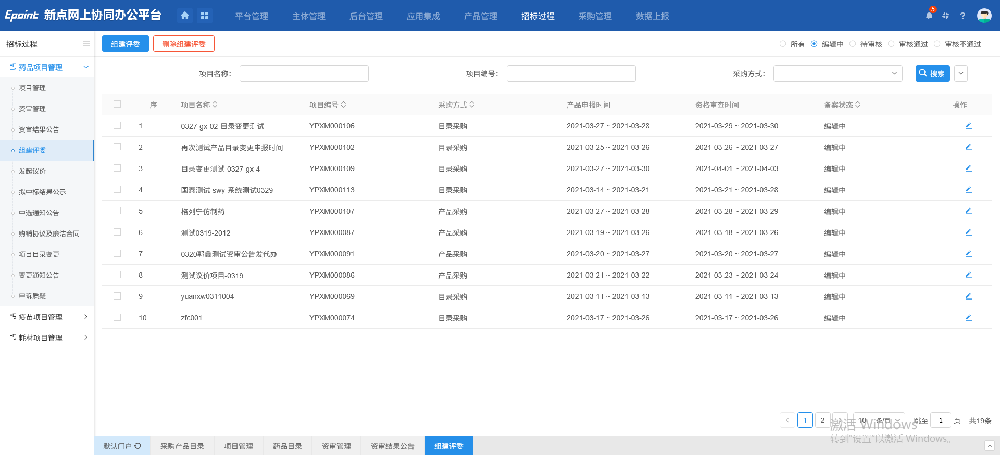 Epoint 新点网上协同办公平台 平台管理 主体管理 后台管理 应用集成 产品管理 招标过程 采购管理 数据上报 5 ?
招标过程
药品项目管理
项目管理
资审管理
资审结果公告
组建评委
发起议价
拟中标结果公示
中选通知公告
购销协议及廉洁合同
项目目录变更
变更通知公告
申诉质疑
疫苗项目管理
耗材项目管理
组建评委 删除组建评委 所有 编辑中 待审核 审核通过 审核不通过
项目名称： 项目编号： 采购方式： 搜索
序 项目名称 项目编号 采购方式 产品申报时间 资格审查时间 备案状态 操作
1 0327-gx-02-目录变更测试 YPXM000106 目录采购 2021-03-27 ~ 2021-03-28 2021-03-29 ~ 2021-03-30 编辑中
2 再次测试产品目录变更申报时间 YPXM000102 目录采购 2021-03-25 ~ 2021-03-26 2021-03-26 ~ 2021-03-27 编辑中
3 目录变更测试-0327-gx-4 YPXM000109 目录采购 2021-03-27 ~ 2021-03-30 2021-04-01 ~ 2021-04-03 编辑中
4 国泰测试-swy-系统测试0329 YPXM000113 目录采购 2021-03-14 ~ 2021-03-21 2021-03-21 ~ 2021-03-28 编辑中
5 格列宁仿制药 YPXM000107 产品采购 2021-03-27 ~ 2021-03-28 2021-03-28 ~ 2021-03-29 编辑中
6 测试0319-2012 YPXM000087 产品采购 2021-03-19 ~ 2021-03-26 2021-03-18 ~ 2021-03-26 编辑中
7 0320郭鑫测试资审公告发代办 YPXM000091 产品采购 2021-03-20 ~ 2021-03-27 2021-03-20 ~ 2021-03-27 编辑中
8 测试议价项目-0319 YPXM000086 产品采购 2021-03-21 ~ 2021-03-22 2021-03-23 ~ 2021-03-24 编辑中
9 yuanxw0311004 YPXM000069 目录采购 2021-03-11 ~ 2021-03-13 2021-03-11 ~ 2021-03-13 编辑中
10 zfc001 YPXM000074 目录采购 2021-03-17 ~ 2021-03-26 2021-03-17 ~ 2021-03-26 编辑中
1 2 10 条/页 跳至 1 页 共19条
激活 Windows
转到“设置”以激活 Windows。
默认门户 采购产品目录 项目管理 药品目录 资审管理 资审结果公告 组建评委